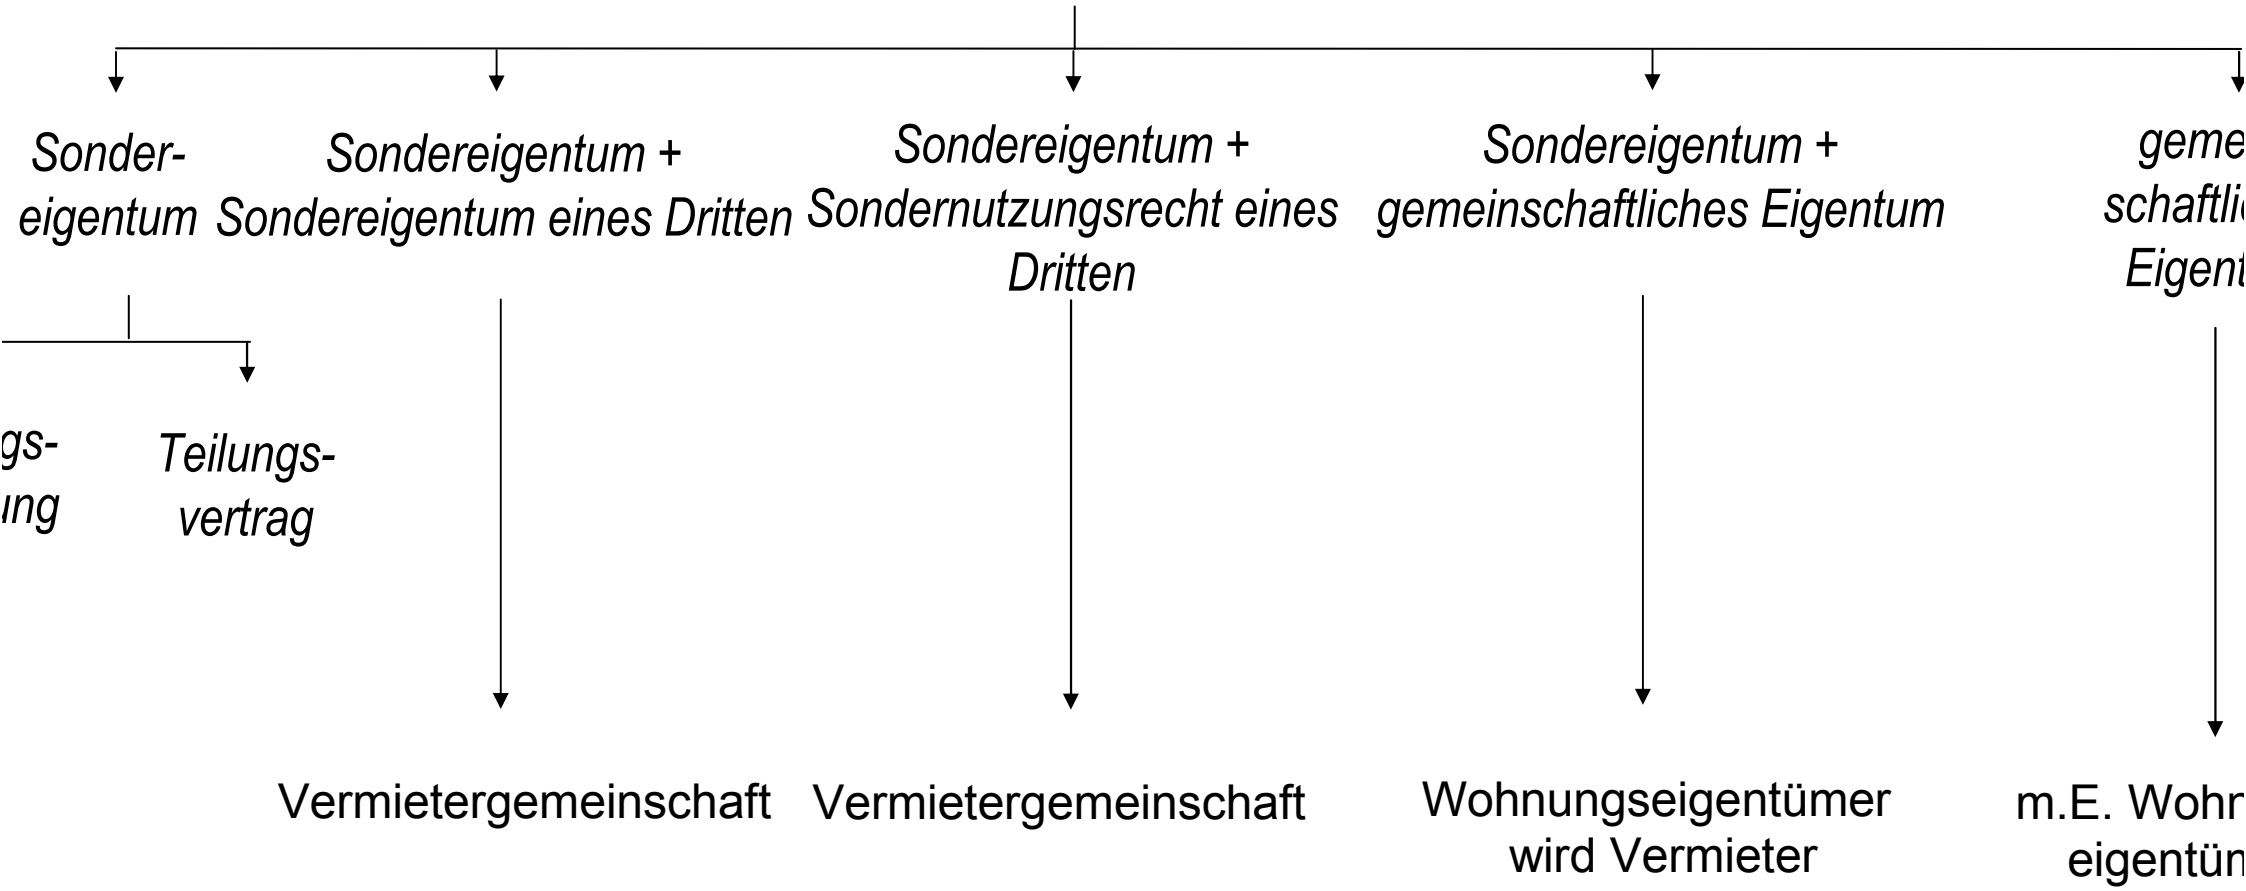 Sonder-
eigentum
Sondereigentum +
Sondereigentum eines Dritten
Sondereigentum +
Sondernutzungsrecht eines
Dritten
Sondereigentum +
gemeinschaftliches Eigentum
Teilungs-
vertrag
Vermietergemeinschaft
Vermietergemeinschaft
Wohnungseigentümer
wird Vermieter
m.E.